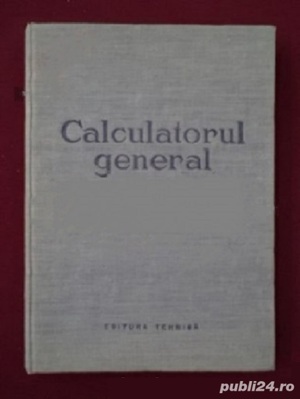 Calculatorul
general
EDITURA TEHNICĂ
publi24.ro